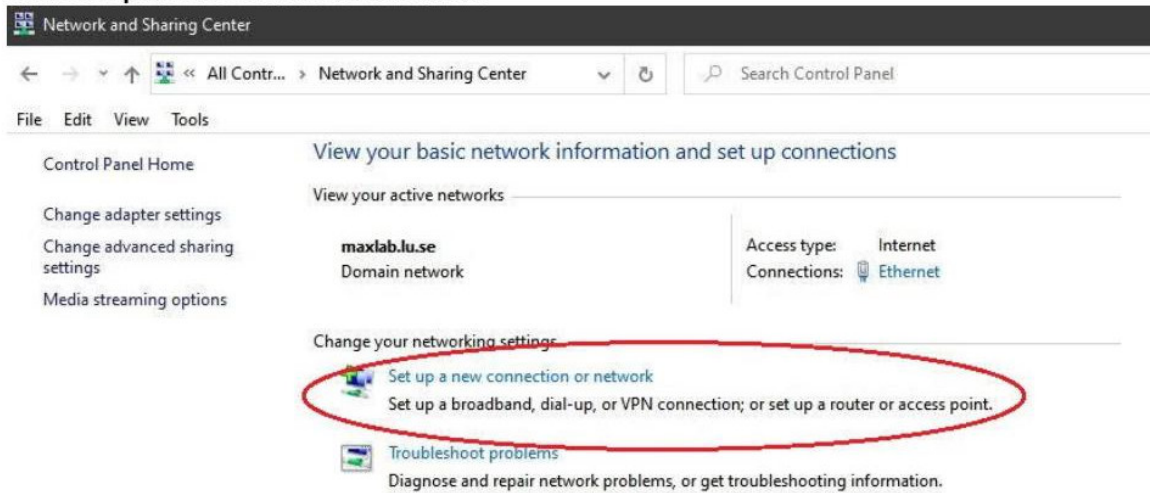 Network and Sharing Center
« All Contr... › Network and Sharing Center
Search Control Panel
File Edit View Tools
Control Panel Home
Change adapter settings
Change advanced sharing
settings
Media streaming options
View your basic network information and set up connections
View your active networks
maxlab.lu.se
Domain network
Access type: Internet
Connections: Ethernet
Change your networking settings
Set up a new connection or network
Set up a broadband, dial-up, or VPN connection; or set up a router or access point.
Troubleshoot problems
Diagnose and repair network problems, or get troubleshooting information.